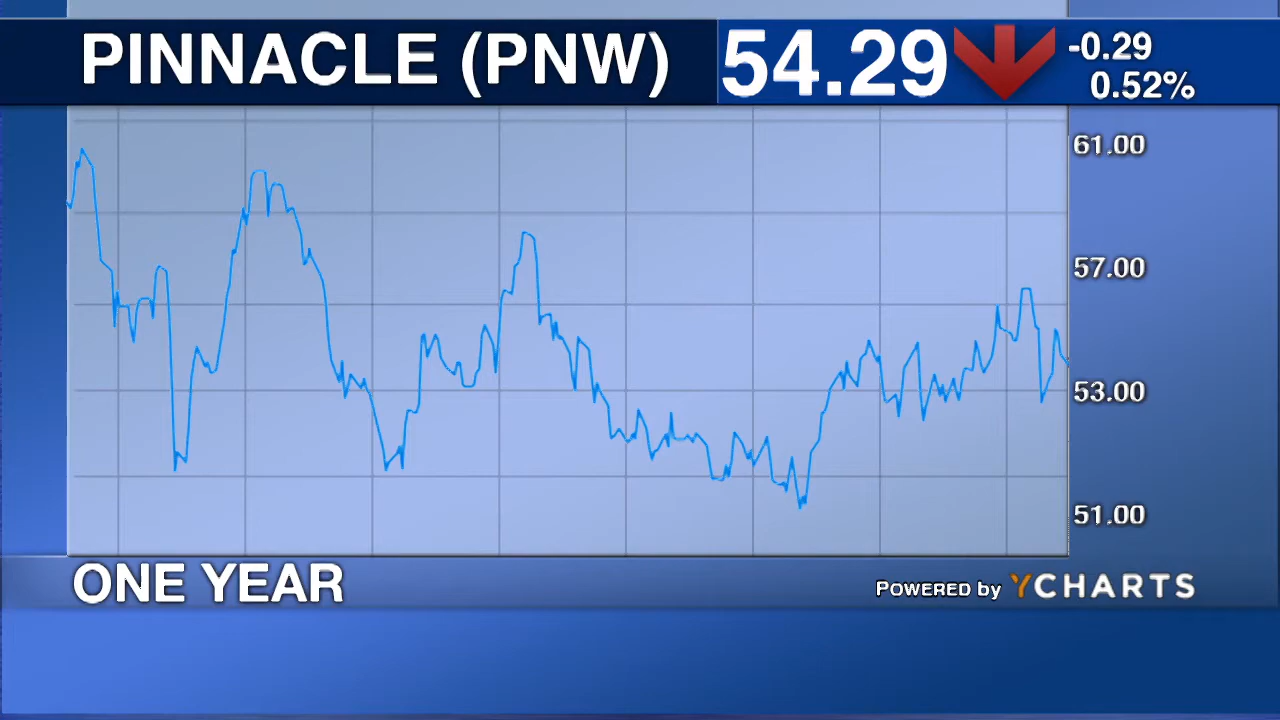 PINNACLE (PNW)
54.29
-0.29
0.52%
61.00
57.00
53.00
51.00
ONE YEAR
POWERED by YCHARTS